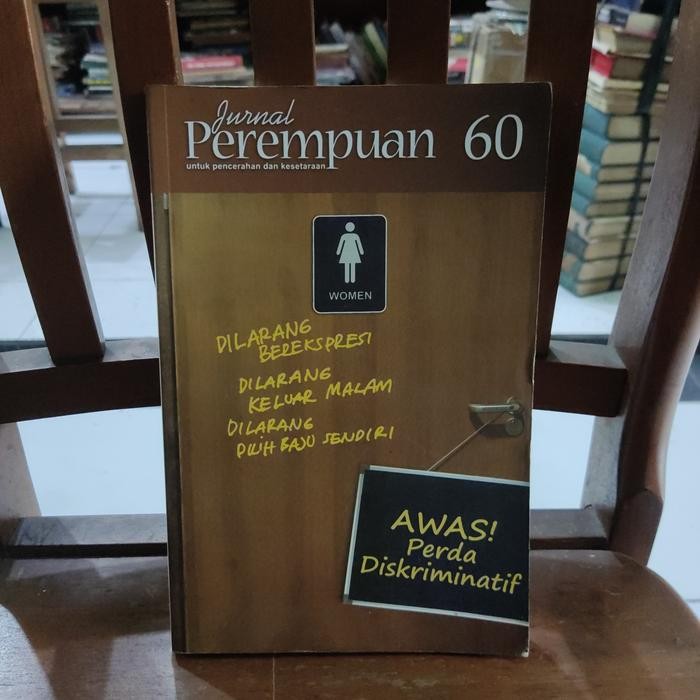 Jurnal
Perempuan 60
untuk pencerahan dan kesetaraan
WOMEN
DILARANG
BEREKSPRESI
DILARANG
KELUAR MALAM
DILARANG
PILIH BAJU SENDIRI
AWAS!
Perda
Diskriminatif